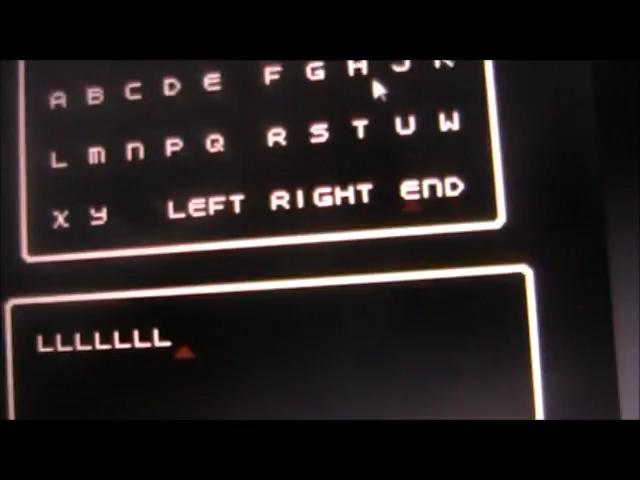 A B C D E F G H J K
L m n P Q R S T U W
X y LEFT RIGHT END
LLLLLLL